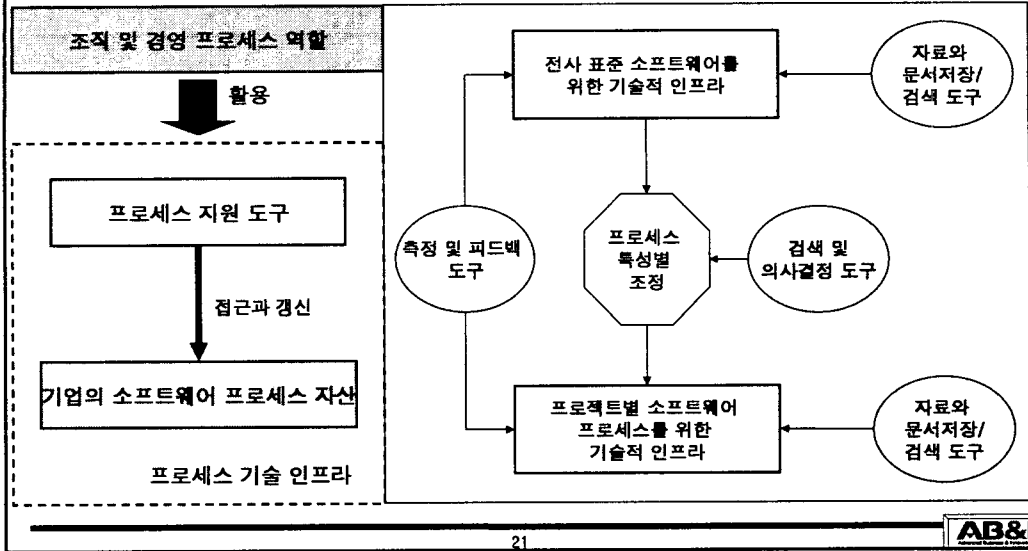 조직 및 경영 프로세스 역할
활용
프로세스 지원 도구
접근과 갱신
기업의 소프트웨어 프로세스 자산
프로세스 기술 인프라
전사 표준 소프트웨어를
위한 기술적 인프라
자료와
문서저장/
검색 도구
측정 및 피드백
도구
프로세스
특성별
조정
검색 및
의사결정 도구
프로젝트별 소프트웨어
프로세스를 위한
기술적 인프라
자료와
문서저장/
검색 도구
21
AB&